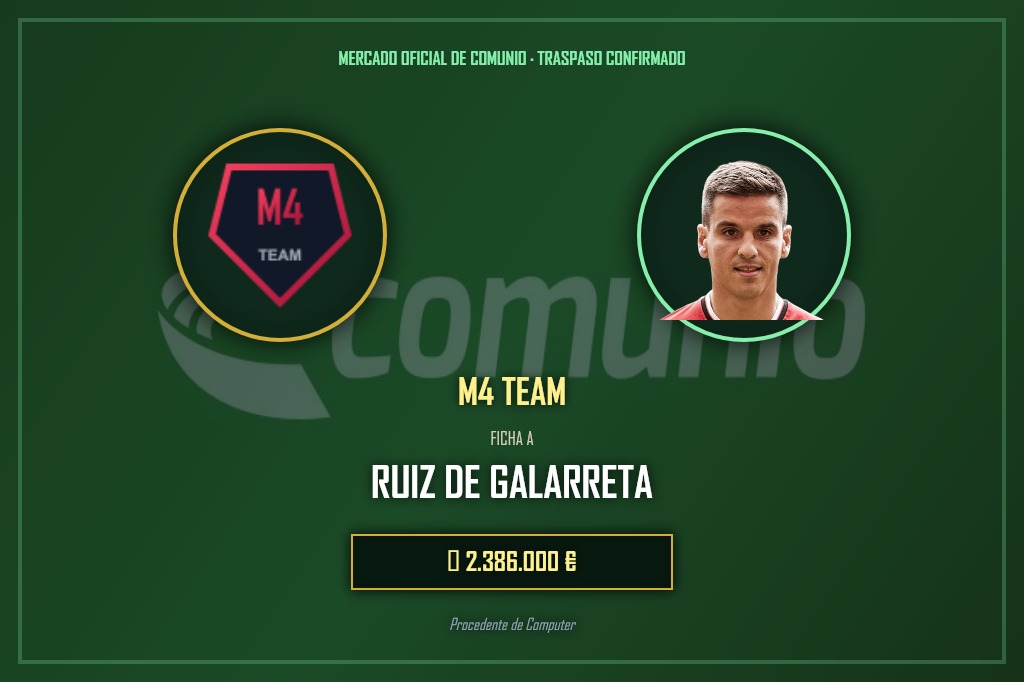 MERCADO OFICIAL DE COMUNIO · TRASPASO CONFIRMADO
M4
TEAM
comunio
M4 TEAM
FICHA A
RUIZ DE GALARRETA
2.386.000 €
Procedente de Computer